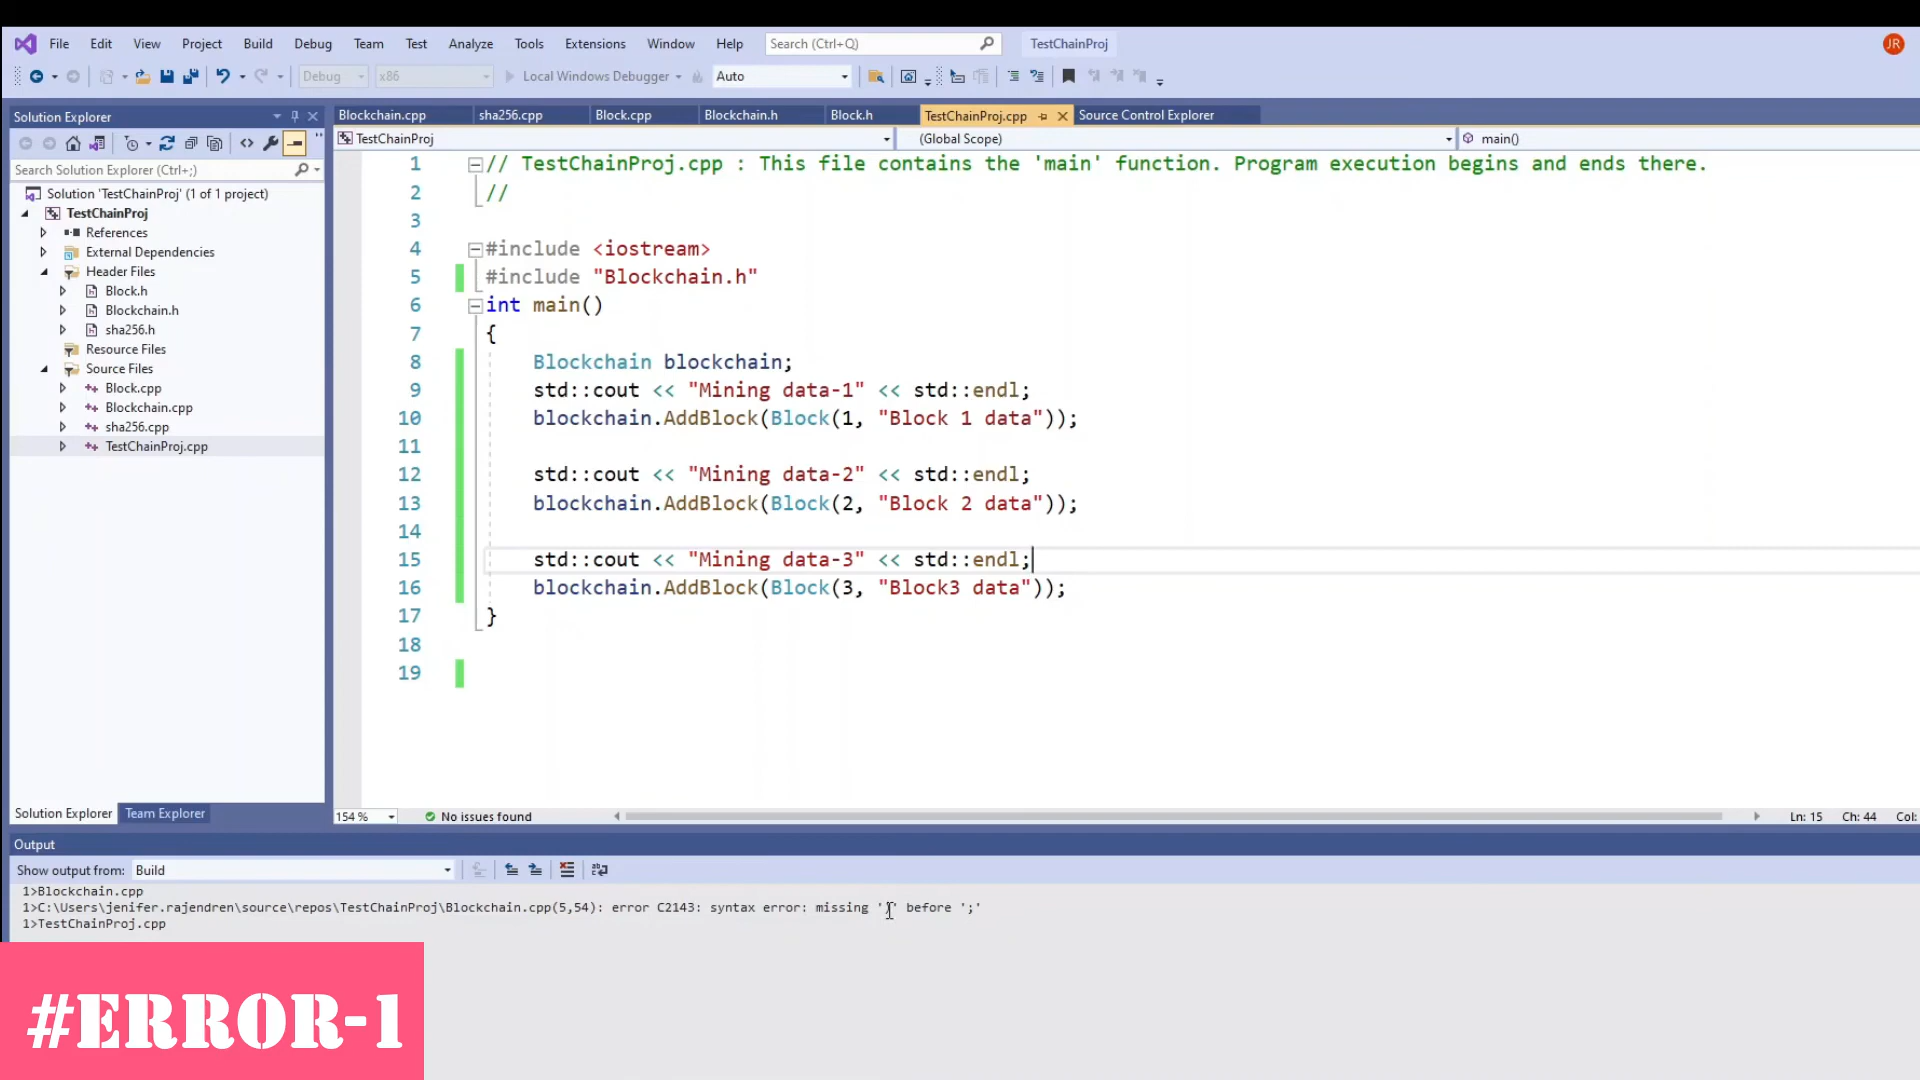 File Edit View Project Build Debug Team Test Analyze Tools Extensions Window Help Search (Ctrl+Q) TestChainProj JR
Debug x86 Local Windows Debugger Auto
Solution Explorer
Search Solution Explorer (Ctrl+;)
Solution 'TestChainProj' (1 of 1 project)
TestChainProj
References
External Dependencies
Header Files
Block.h
Blockchain.h
sha256.h
Resource Files
Source Files
Block.cpp
Blockchain.cpp
sha256.cpp
TestChainProj.cpp
Solution Explorer Team Explorer
Blockchain.cpp sha256.cpp Block.cpp Blockchain.h Block.h TestChainProj.cpp Source Control Explorer
TestChainProj (Global Scope) main()
1 // TestChainProj.cpp : This file contains the 'main' function. Program execution begins and ends there.
2 //
3
4 #include <iostream>
5 #include "Blockchain.h"
6 int main()
7 {
8 Blockchain blockchain;
9 std::cout << "Mining data-1" << std::endl;
10 blockchain.AddBlock(Block(1, "Block 1 data"));
11
12 std::cout << "Mining data-2" << std::endl;
13 blockchain.AddBlock(Block(2, "Block 2 data"));
14
15 std::cout << "Mining data-3" << std::endl;
16 blockchain.AddBlock(Block(3, "Block3 data"));
17 }
18
19
154 % No issues found Ln: 15 Ch: 44 Col:
Output
Show output from: Build
1>Blockchain.cpp
1>C:\Users\jenifer.rajendren\source\repos\TestChainProj\Blockchain.cpp(5,54): error C2143: syntax error: missing ')' before ';'
1>TestChainProj.cpp
#ERROR-1